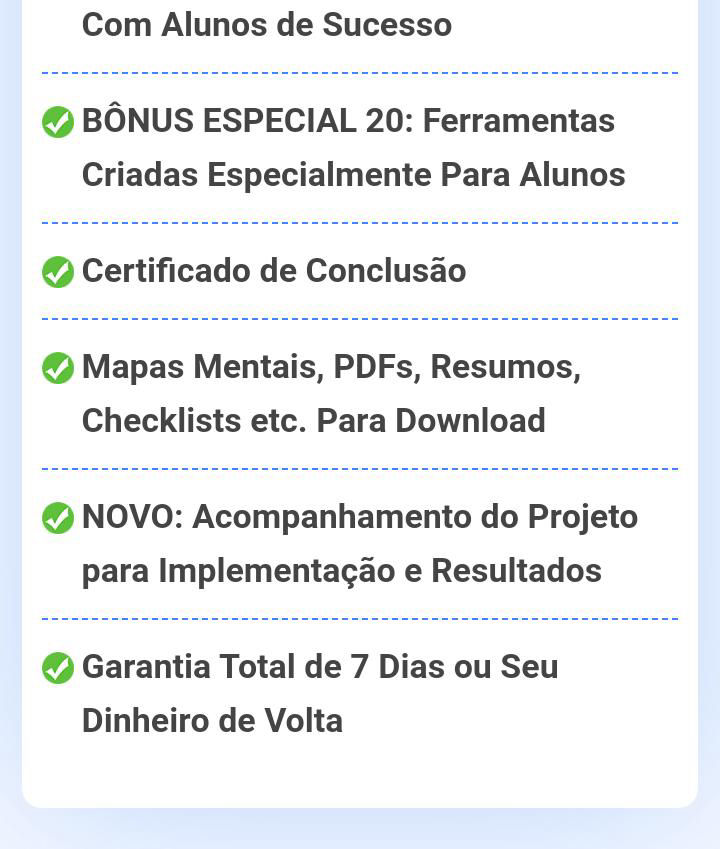 Com Alunos de Sucesso
BÔNUS ESPECIAL 20: Ferramentas
Criadas Especialmente Para Alunos
Certificado de Conclusão
Mapas Mentais, PDFs, Resumos,
Checklists etc. Para Download
NOVO: Acompanhamento do Projeto
para Implementação e Resultados
Garantia Total de 7 Dias ou Seu
Dinheiro de Volta